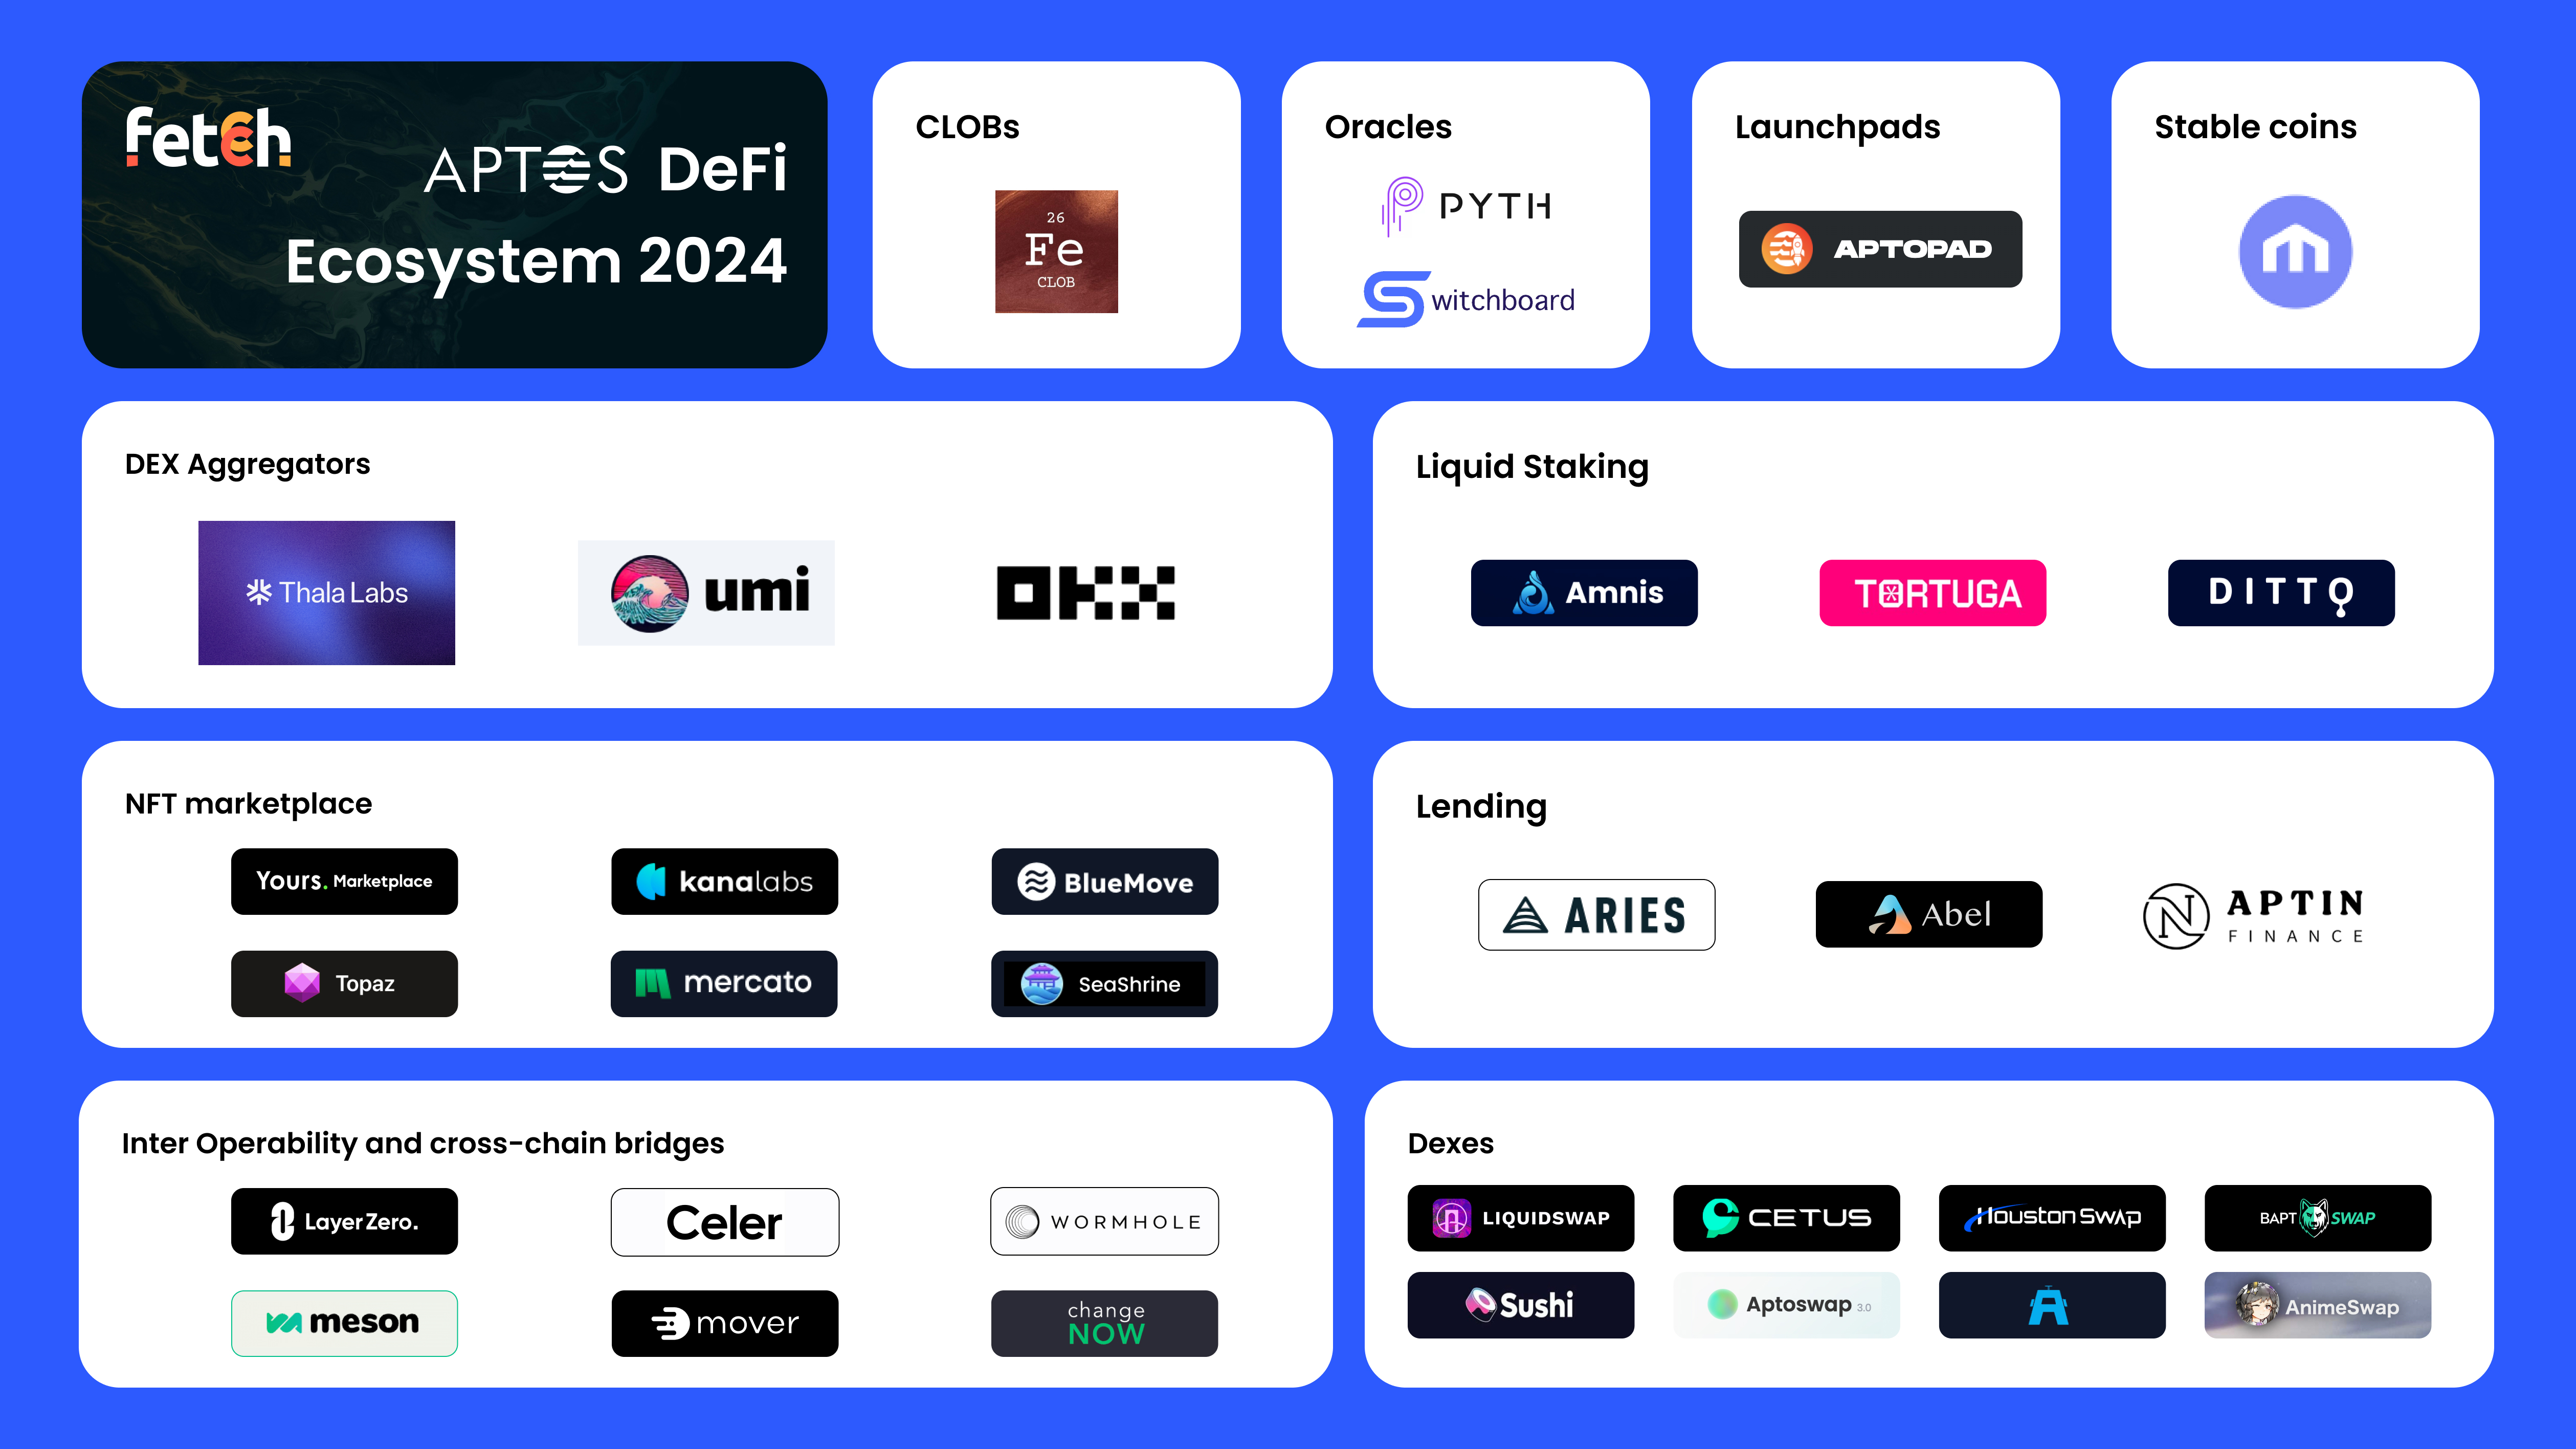 fetch
APTOS DeFi
Ecosystem 2024
CLOBs
26
Fe
CLOB
Oracles
PYTH
Switchboard
Launchpads
APTOPAD
Stable coins
DEX Aggregators
Thala Labs
umi
OKX
Liquid Staking
Amnis
TORTUGA
DITTO
NFT marketplace
Yours. Marketplace
kanalabs
BlueMove
Topaz
mercato
SeaShrine
Lending
ARIES
Abel
APTIN
FINANCE
Inter Operability and cross-chain bridges
LayerZero.
Celer
WORMHOLE
meson
mover
change
NOW
Dexes
LIQUIDSWAP
CETUS
Houston Swap
BAPT SWAP
Sushi
Aptoswap 3.0
AnimeSwap